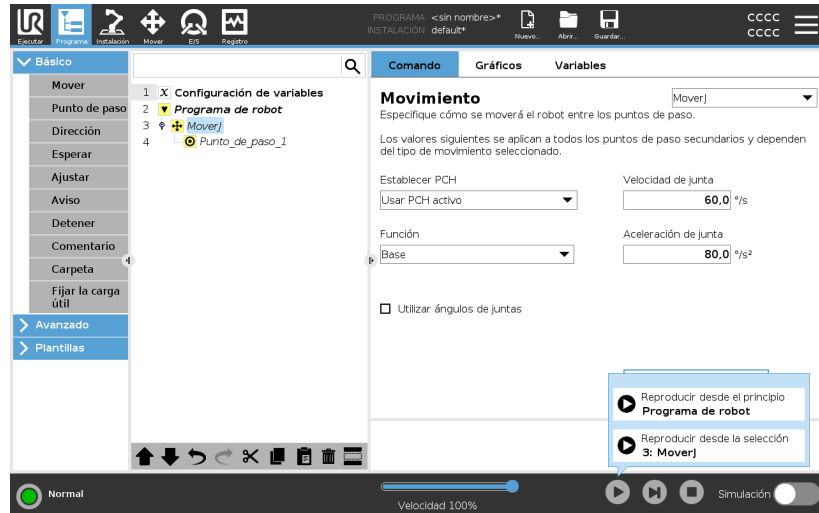 UR
Ejecutar
Programa
Instalación
Mover
E/S
Registro
PROGRAMA <sin nombre>*
INSTALACIÓN default*
Nuevo...
Abrir...
Guardar...
cccc
cccc
Básico
Mover
Punto de paso
Dirección
Esperar
Ajustar
Aviso
Detener
Comentario
Carpeta
Fijar la carga
útil
Avanzado
Plantillas
1 X Configuración de variables
2 Programa de robot
3 MoverJ
4 Punto_de_paso_1
Comando
Gráficos
Variables
Movimiento
MoverJ
Especifique cómo se moverá el robot entre los puntos de paso.
Los valores siguientes se aplican a todos los puntos de paso secundarios y dependen
del tipo de movimiento seleccionado.
Establecer PCH
Velocidad de junta
Usar PCH activo
60,0 °/s
Función
Aceleración de junta
Base
80,0 °/s²
Utilizar ángulos de juntas
Reproducir desde el principio
Programa de robot
Reproducir desde la selección
3: MoverJ
Normal
Velocidad 100%
Simulación